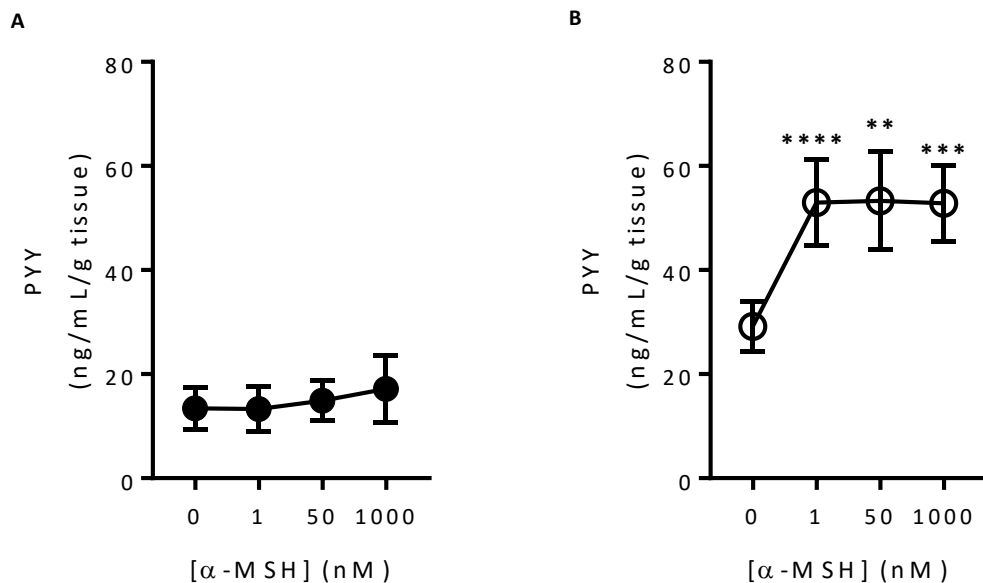 A
80
60
40
20
0
PYY
(ng/mL/g tissue)
0 1 50 1000
[α-MSH] (nM)
B
80
60
40
20
0
PYY
(ng/mL/g tissue)
**** ** ***
0 1 50 1000
[α-MSH] (nM)